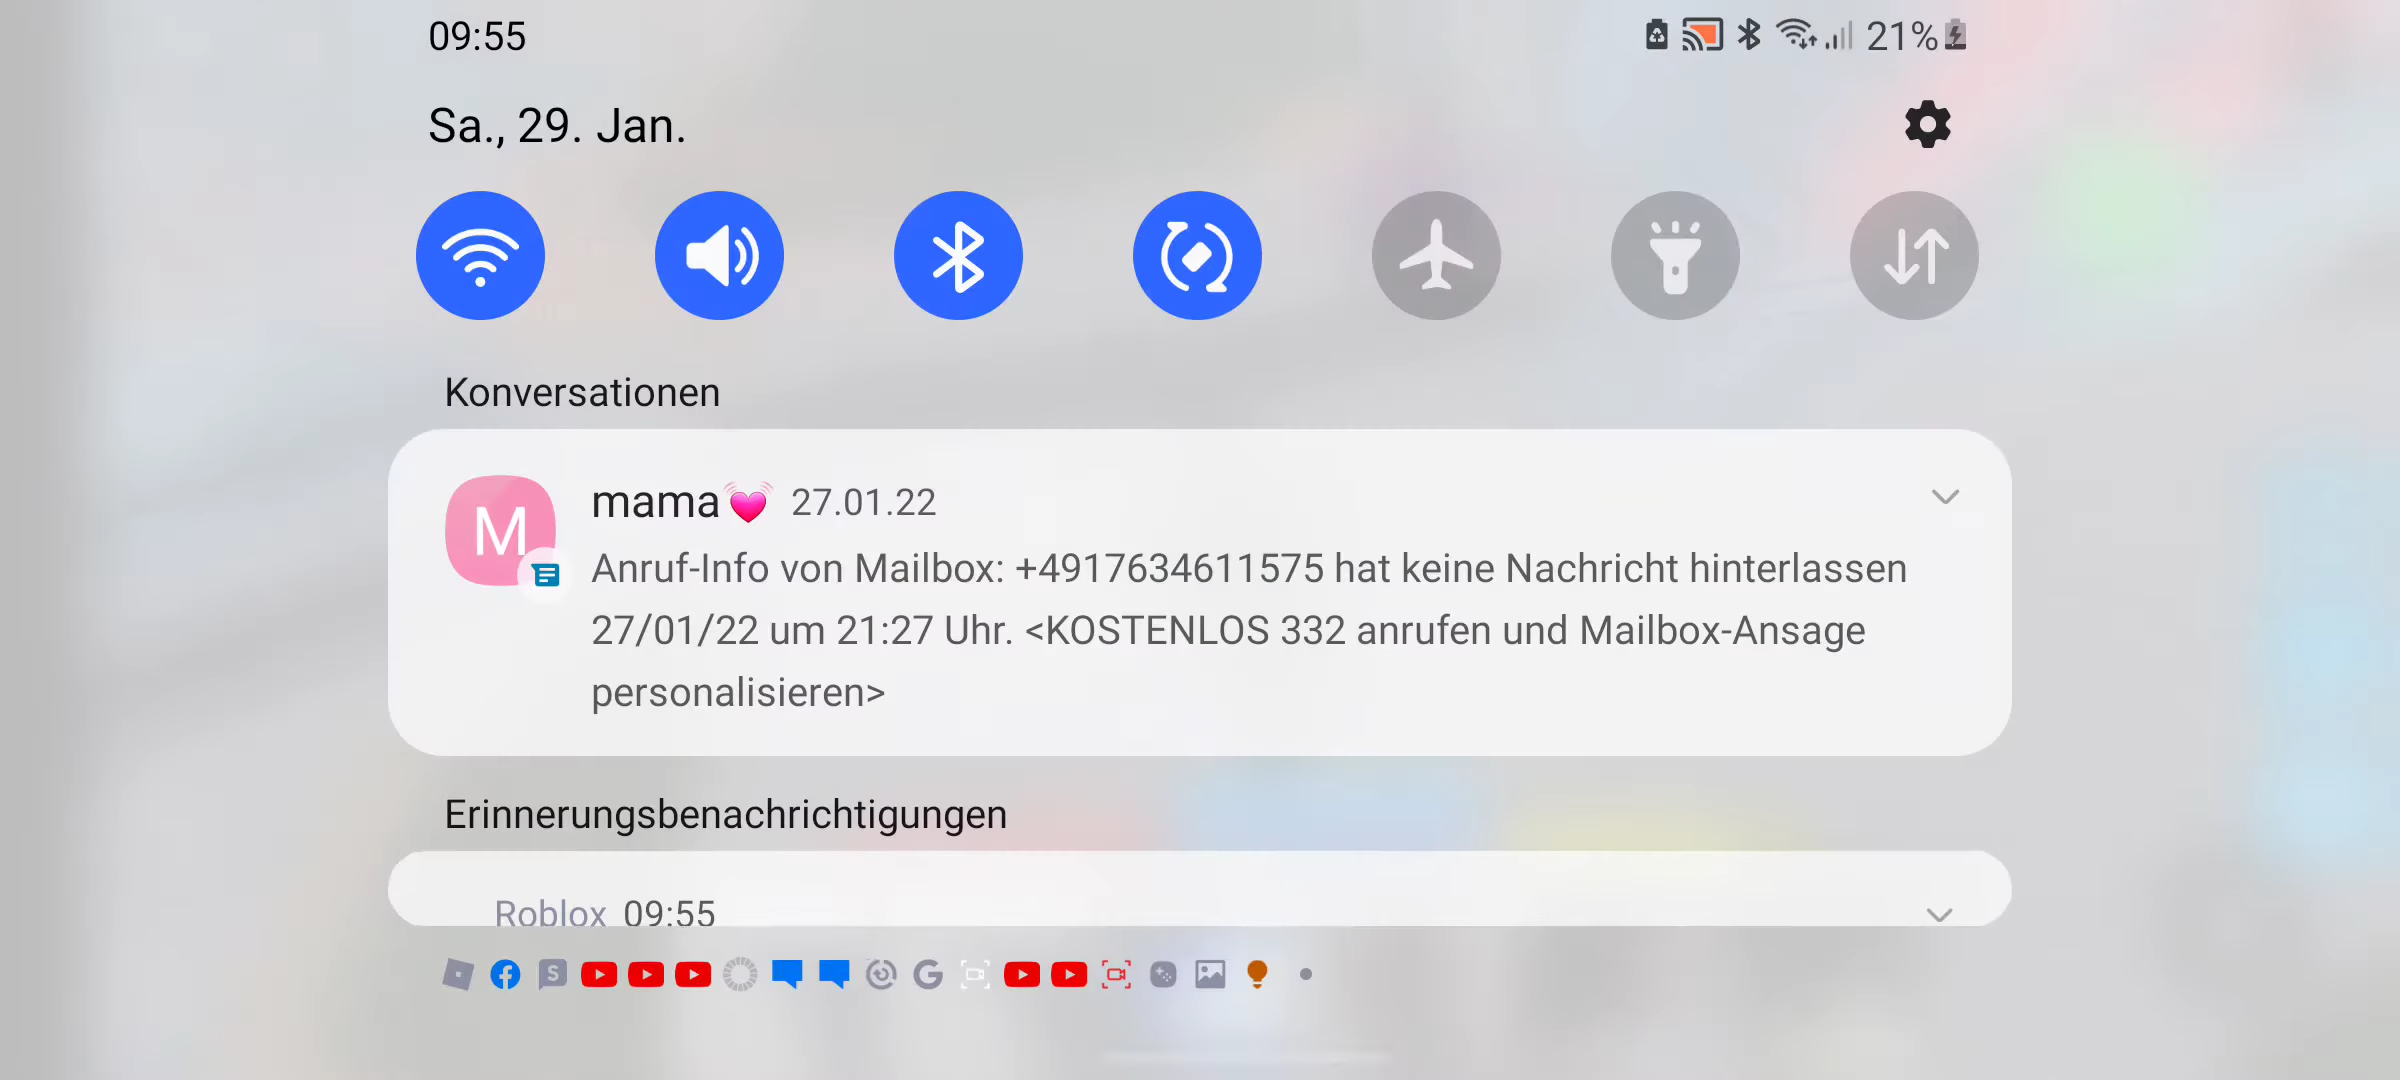 09:55
21%
Sa., 29. Jan.
Konversationen
M
mama💓 27.01.22
Anruf-Info von Mailbox: +4917634611575 hat keine Nachricht hinterlassen
27/01/22 um 21:27 Uhr. <KOSTENLOS 332 anrufen und Mailbox-Ansage
personalisieren>
Erinnerungsbenachrichtigungen
Roblox 09:55